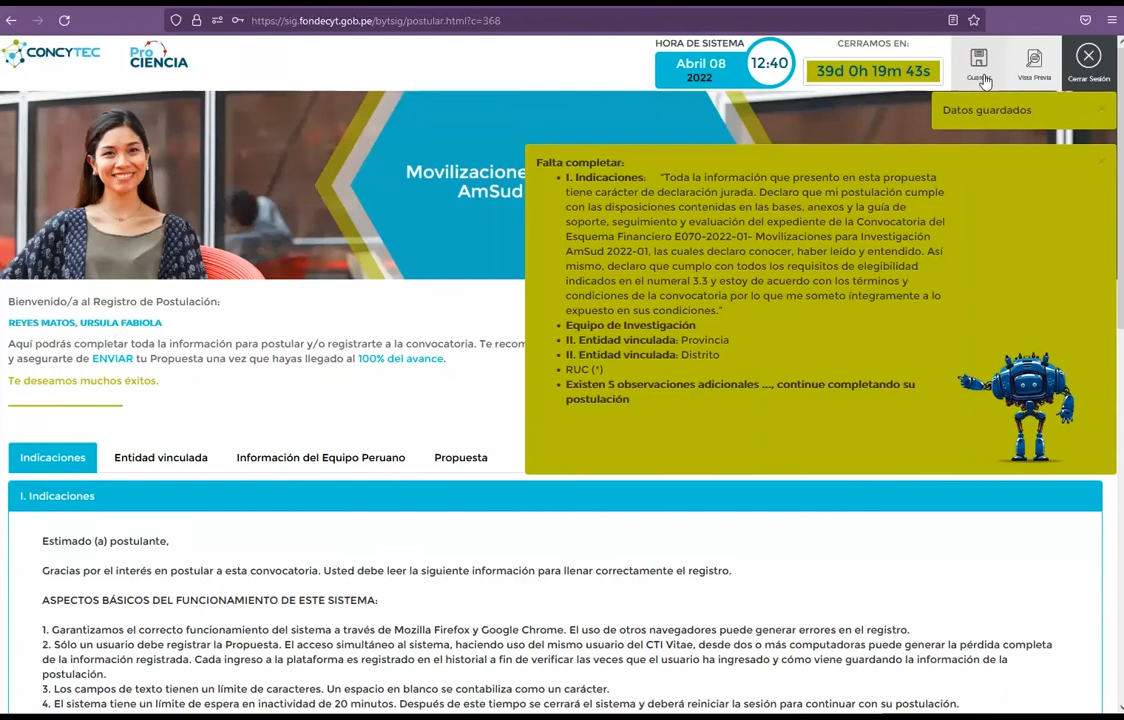 https://sig.fondecyt.gob.pe/bytsig/postular.html?c=368
CONCYTEC
Pro
CIENCIA
HORA DE SISTEMA
Abril 08
2022
12:40
CERRAMOS EN:
39d 0h 19m 43s
Vista Previa
Cerrar Sesión
Datos guardados
Movilizacione
AmSud
Falta completar:
• I. Indicaciones: "Toda la información que presento en esta propuesta
tiene carácter de declaración jurada. Declaro que mi postulación cumple
con las disposiciones contenidas en las bases, anexos y la guía de
soporte, seguimiento y evaluación del expediente de la Convocatoria del
Esquema Financiero E070-2022-01- Movilizaciones para Investigación
AmSud 2022-01, las cuales declaro conocer, haber leído y entendido. Así
mismo, declaro que cumplo con todos los requisitos de elegibilidad
indicados en el numeral 3.3 y estoy de acuerdo con los términos y
condiciones de la convocatoria por lo que me someto íntegramente a lo
expuesto en sus condiciones."
• Equipo de Investigación
• II. Entidad vinculada: Provincia
• II. Entidad vinculada: Distrito
• RUC (*)
• Existen 5 observaciones adicionales ..., continue completando su
postulación
Bienvenido/a al Registro de Postulación:
REYES MATOS, URSULA FABIOLA
Aquí podrás completar toda la información para postular y/o registrarte a la convocatoria. Te recom
y asegurarte de ENVIAR tu Propuesta una vez que hayas llegado al 100% del avance.
Te deseamos muchos éxitos.
Indicaciones
Entidad vinculada
Información del Equipo Peruano
Propuesta
I. Indicaciones
Estimado (a) postulante,
Gracias por el interés en postular a esta convocatoria. Usted debe leer la siguiente información para llenar correctamente el registro.
ASPECTOS BÁSICOS DEL FUNCIONAMIENTO DE ESTE SISTEMA:
1. Garantizamos el correcto funcionamiento del sistema a través de Mozilla Firefox y Google Chrome. El uso de otros navegadores puede generar errores en el registro.
2. Sólo un usuario debe registrar la Propuesta. El acceso simultáneo al sistema, haciendo uso del mismo usuario del CTI Vitae, desde dos o más computadoras puede generar la pérdida completa
de la información registrada. Cada ingreso a la plataforma es registrado en el historial a fin de verificar las veces que el usuario ha ingresado y cómo viene guardando la información de la
postulación.
3. Los campos de texto tienen un límite de caracteres. Un espacio en blanco se contabiliza como un carácter.
4. El sistema tiene un límite de espera en inactividad de 20 minutos. Después de este tiempo se cerrará el sistema y deberá reiniciar la sesión para continuar con su postulación.